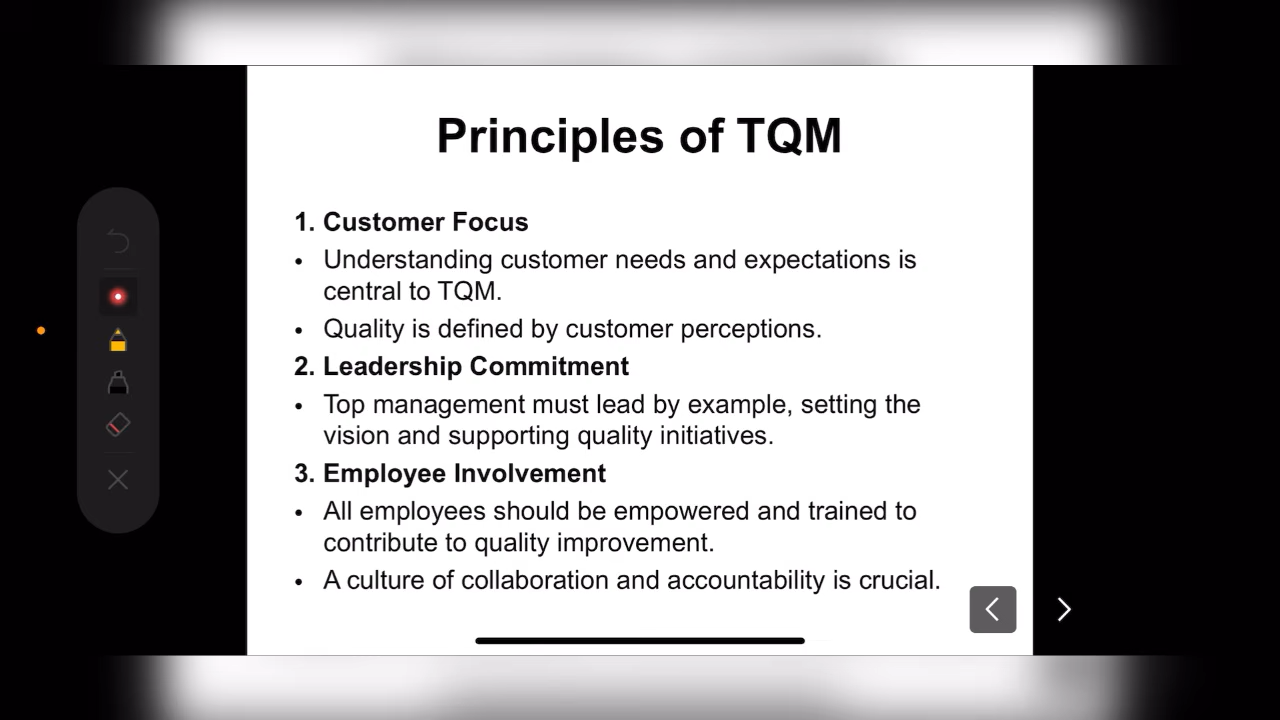 Principles of TQM
1. Customer Focus
• Understanding customer needs and expectations is
central to TQM.
• Quality is defined by customer perceptions.
2. Leadership Commitment
• Top management must lead by example, setting the
vision and supporting quality initiatives.
3. Employee Involvement
• All employees should be empowered and trained to
contribute to quality improvement.
• A culture of collaboration and accountability is crucial.